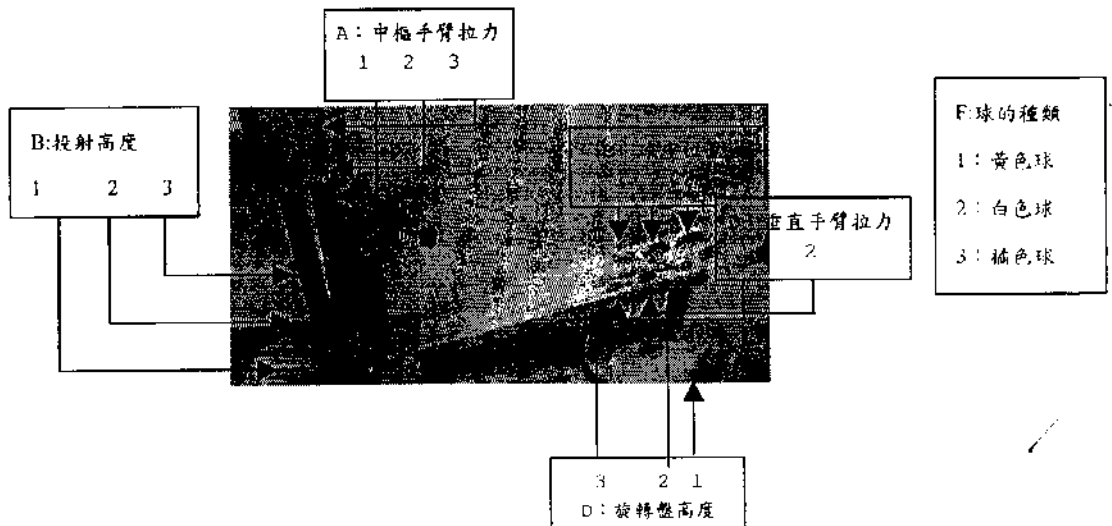 A：中樞手臂拉力
1 2 3
B:投射高度
1 2 3
F:球的種類
1：黃色球
2：白色球
3：橘色球
垂直手臂拉力
2
3 2 1
D：旋轉盤高度